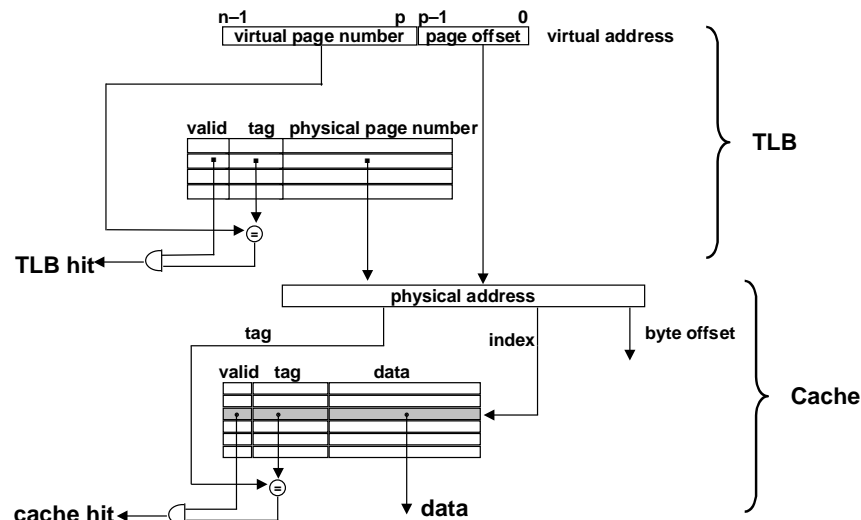 n–1 p p–1 0
virtual page number page offset virtual address
valid tag physical page number
TLB
=
TLB hit
physical address
tag
index
byte offset
valid tag data
Cache
=
cache hit
data